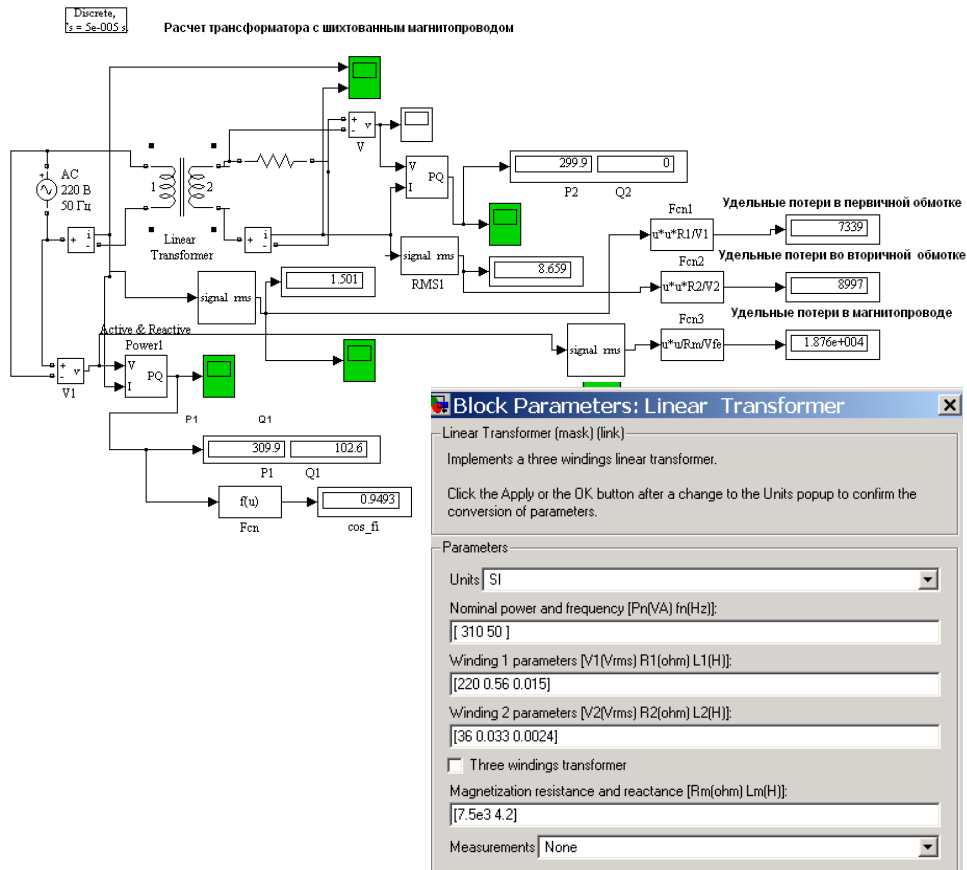 Discrete,
s = 5e-005 s
Расчет трансформатора с шихтованным магнитопроводом
AC
220 В
50 Гц
1
2
Linear
Transformer
+
-
i
+
-
i
+
-
v
V
V
I
PQ
299.9
0
P2
Q2
signal rms
RMS1
8.659
Удельные потери в первичной обмотке
Fcn1
u*u*R1/V1
7339
Удельные потери во вторичной обмотке
Fcn2
u*u*R2/V2
8997
Удельные потери в магнитопроводе
Fcn3
u*u/Rm/Vfe
1.876e+004
signal rms
1.501
signal rms
Active & Reactive
Power1
+
-
v
V1
V
I
PQ
P1
Q1
309.9
102.6
P1
Q1
f(u)
Fcn
0.9493
cos_fi
Block Parameters: Linear Transformer
Linear Transformer (mask) (link)
Implements a three windings linear transformer.
Click the Apply or the OK button after a change to the Units popup to confirm the
conversion of parameters.
Parameters
Units SI
Nominal power and frequency [Pn(VA) fn(Hz)]:
[ 310 50 ]
Winding 1 parameters [V1(Vrms) R1(ohm) L1(H)]:
[220 0.56 0.015]
Winding 2 parameters [V2(Vrms) R2(ohm) L2(H)]:
[36 0.033 0.0024]
Three windings transformer
Magnetization resistance and reactance [Rm(ohm) Lm(H)]:
[7.5e3 4.2]
Measurements None